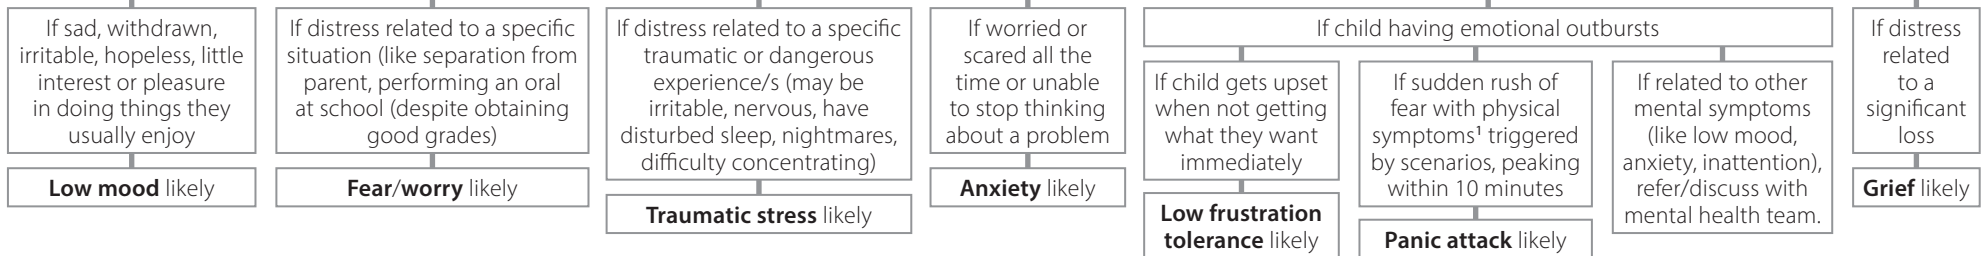 If sad, withdrawn,
irritable, hopeless, little
interest or pleasure
in doing things they
usually enjoy
Low mood likely
If distress related to a specific
situation (like separation from
parent, performing an oral
at school (despite obtaining
good grades)
Fear/worry likely
If distress related to a specific
traumatic or dangerous
experience/s (may be
irritable, nervous, have
disturbed sleep, nightmares,
difficulty concentrating)
Traumatic stress likely
If worried or
scared all the
time or unable
to stop thinking
about a problem
Anxiety likely
If child having emotional outbursts
If child gets upset
when not getting
what they want
immediately
Low frustration
tolerance likely
If sudden rush of
fear with physical
symptoms¹ triggered
by scenarios, peaking
within 10 minutes
Panic attack likely
If related to other
mental symptoms
(like low mood,
anxiety, inattention),
refer/discuss with
mental health team.
If distress
related
to a
significant
loss
Grief likely